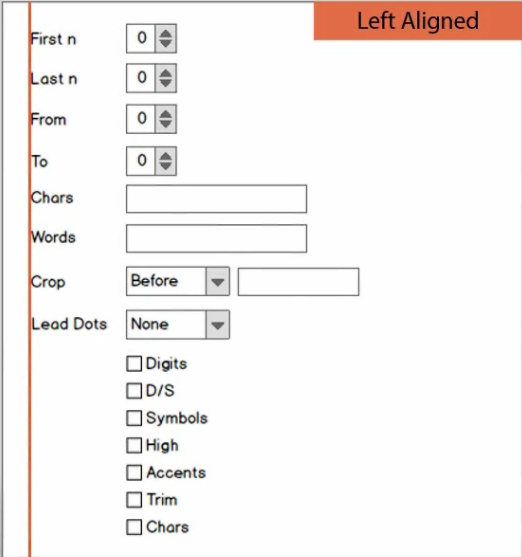 Left Aligned
First n 0
Last n 0
From 0
To 0
Chars
Words
Crop Before
Lead Dots None
Digits
D/S
Symbols
High
Accents
Trim
Chars